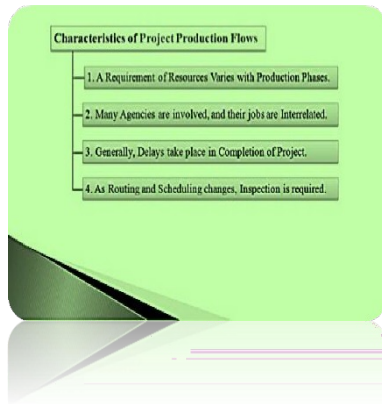 Characteristics of Project Production Flows
1. A Requirement of Resources Varies with Production Phases.
2. Many Agencies are involved, and their jobs are Interrelated.
3. Generally, Delays take place in Completion of Project.
4. As Routing and Scheduling changes, Inspection is required.